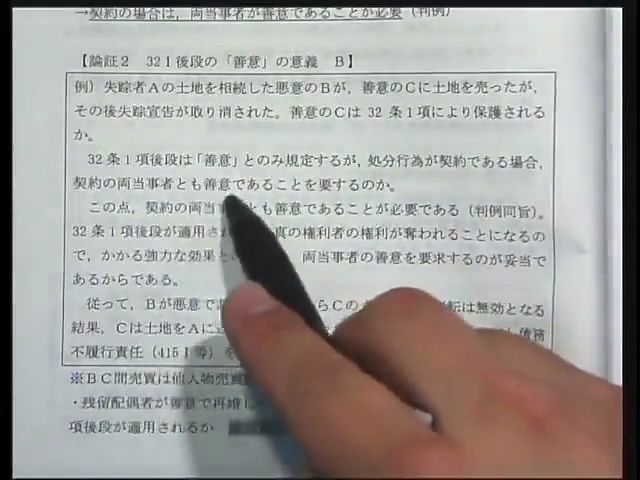 →契約の場合は，両当事者が善意であることが必要（判例）
【論証２　32Ⅰ後段の「善意」の意義　Ｂ】
例）失踪者Ａの土地を相続した悪意のＢが，善意のＣに土地を売ったが，
その後失踪宣告が取り消された。善意のＣは 32 条１項により保護される
か。
32 条１項後段は「善意」とのみ規定するが，処分行為が契約である場合，
契約の両当事者とも善意であることを要するのか。
この点，契約の両当 とも善意であることが必要である（判例同旨）。
32 条１項後段が適用され 真の権利者の権利が奪われることになるの
で，かかる強力な効果 両当事者の善意を要求するのが妥当で
あるからである。
従って，Ｂが悪意で らＣの 転は無効となる
結果，Ｃは土地をＡに 債務
不履行責任（415Ⅰ等）を
※ＢＣ間売買は他人物売買
・残留配偶者が善意で再婚し
項後段が適用されるか